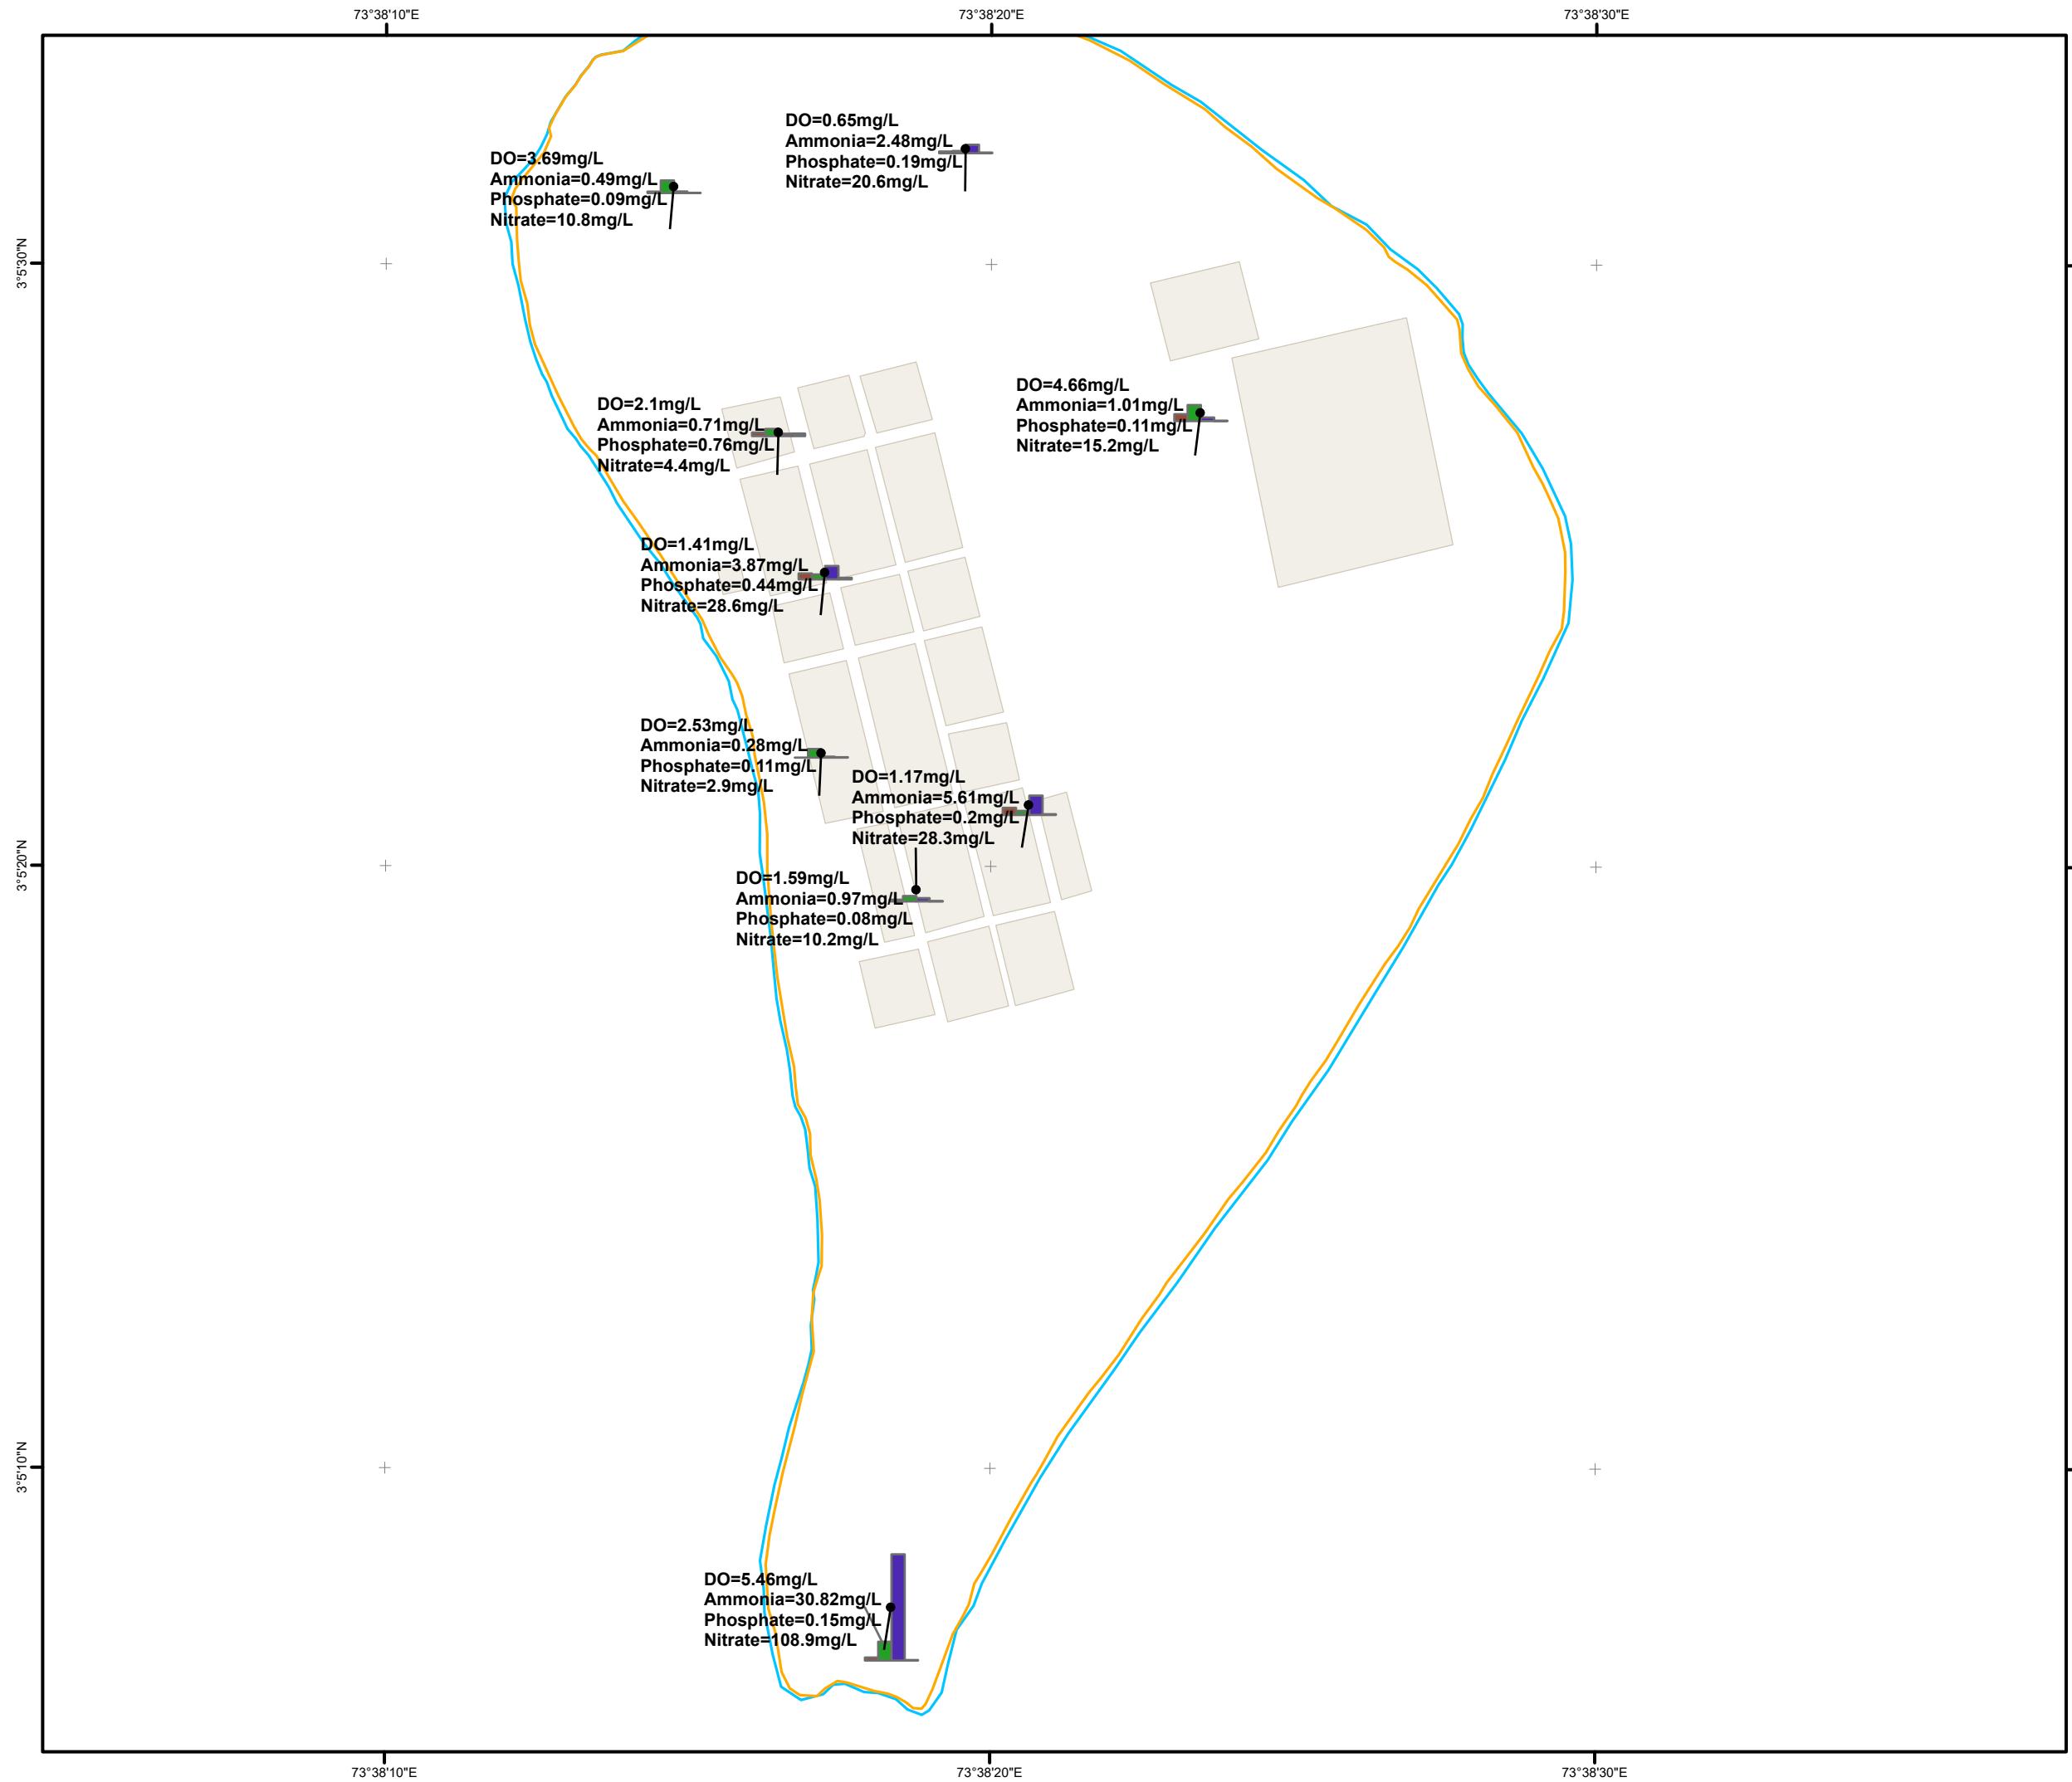 73°38'10"E
73°38'20"E
73°38'30"E
DO=0.65mg/L
Ammonia=2.48mg/L
Phosphate=0.19mg/L
Nitrate=20.6mg/L
DO=3.69mg/L
Ammonia=0.49mg/L
Phosphate=0.09mg/L
Nitrate=10.8mg/L
3°5'30"N
DO=4.66mg/L
Ammonia=1.01mg/L
Phosphate=0.11mg/L
Nitrate=15.2mg/L
DO=2.1mg/L
Ammonia=0.71mg/L
Phosphate=0.76mg/L
Nitrate=4.4mg/L
DO=1.41mg/L
Ammonia=3.87mg/L
Phosphate=0.44mg/L
Nitrate=28.6mg/L
DO=2.53mg/L
Ammonia=0.28mg/L
Phosphate=0.11mg/L
Nitrate=2.9mg/L
DO=1.17mg/L
Ammonia=5.61mg/L
Phosphate=0.2mg/L
Nitrate=28.3mg/L
3°5'20"N
DO=1.59mg/L
Ammonia=0.97mg/L
Phosphate=0.08mg/L
Nitrate=10.2mg/L
3°5'10"N
DO=5.46mg/L
Ammonia=30.82mg/L
Phosphate=0.15mg/L
Nitrate=108.9mg/L
73°38'10"E
73°38'20"E
73°38'30"E